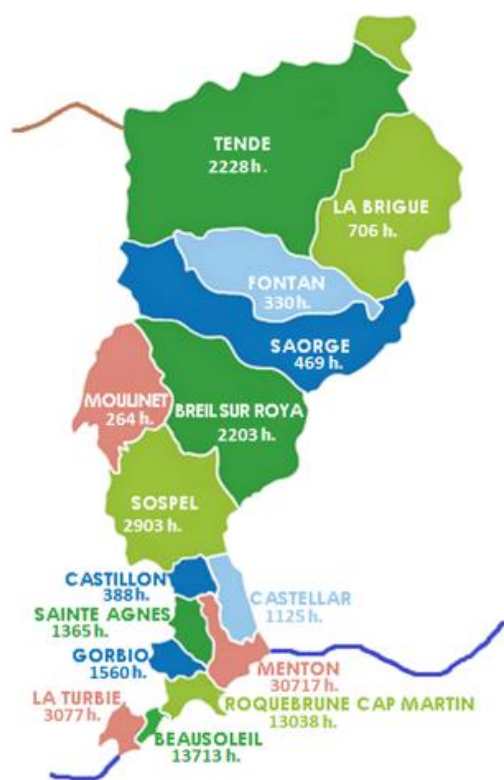 TENDE
2228 h.
LA BRIGUE
706 h.
FONTAN
330 h.
SAORGE
469 h.
MOULINET
264 h.
BREIL SUR ROYA
2203 h.
SOSPEL
2903 h.
CASTILLON
388 h.
CASTELLAR
1125 h.
SAINTE AGNES
1365 h.
GORBIO
1560 h.
MENTON
30717 h.
LA TURBIE
3077 h.
ROQUEBRUNE CAP MARTIN
13038 h.
BEAUSOLEIL
13713 h.